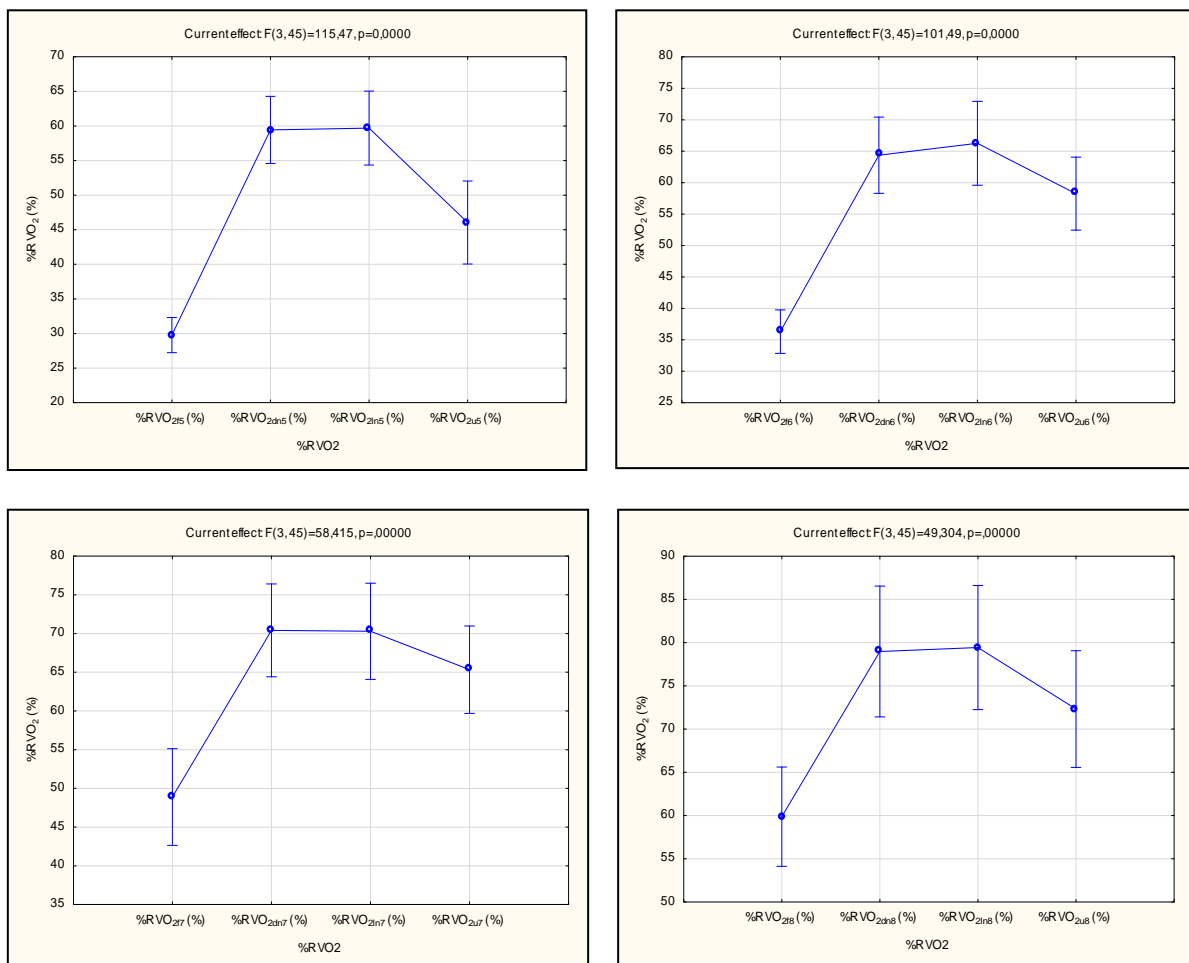 Current effect: F(3, 45)=115,47, p=0,0000
70
65
60
55
50
45
40
35
30
25
20
%RVO₂ (%)
%RVO₂f5 (%) %RVO₂dn5 (%) %RVO₂ln5 (%) %RVO₂u5 (%)
%RVO2
Current effect: F(3, 45)=101,49, p=0,0000
80
75
70
65
60
55
50
45
40
35
30
25
%RVO₂ (%)
%RVO₂f6 (%) %RVO₂dn6 (%) %RVO₂ln6 (%) %RVO₂u6 (%)
%RVO2
Current effect: F(3, 45)=58,415, p=,00000
80
75
70
65
60
55
50
45
40
35
%RVO₂ (%)
%RVO₂f7 (%) %RVO₂dn7 (%) %RVO₂ln7 (%) %RVO₂u7 (%)
%RVO2
Current effect: F(3, 45)=49,304, p=,00000
90
85
80
75
70
65
60
55
50
%RVO₂ (%)
%RVO₂f8 (%) %RVO₂dn8 (%) %RVO₂ln8 (%) %RVO₂u8 (%)
%RVO2